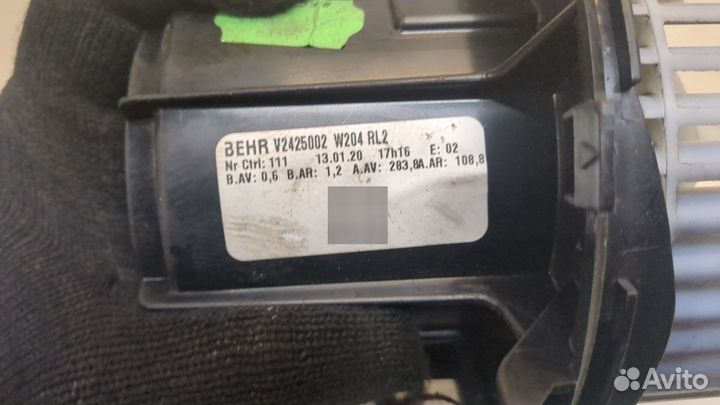 BEHR V2425002 W204 RL2
Nr Ctrl: 111 13.01.20 17h16 E: 02
B.AV: 0,6 B.AR: 1,2 A.AV: 283,8A.AR: 108,8
Avito